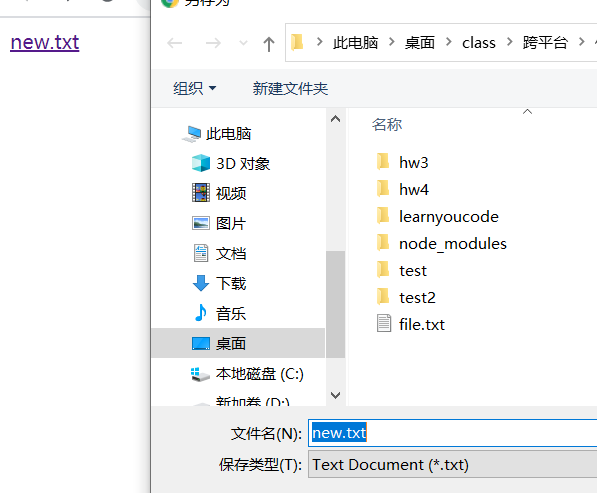 另存为
new.txt
此电脑
桌面
class
跨平台
组织
新建文件夹
此电脑
3D 对象
视频
图片
文档
下载
音乐
桌面
本地磁盘 (C:)
新加卷 (D:)
名称
hw3
hw4
learnyoucode
node_modules
test
test2
file.txt
文件名(N):
new.txt
保存类型(T):
Text Document (*.txt)